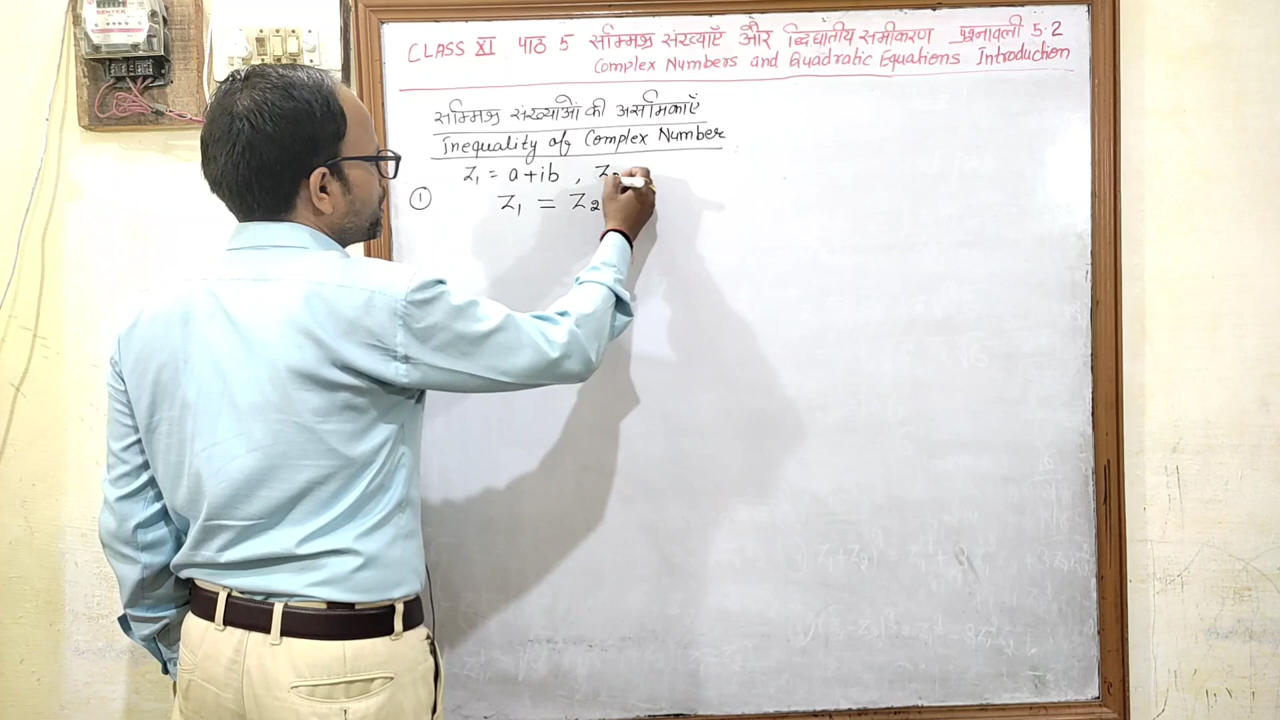 CLASS XI पाठ 5 सम्मिश्र संख्याएँ और द्विघातीय समीकरण प्रश्नावली 5.2
Complex Numbers and Quadratic Equations Introduction
सम्मिश्र संख्याओं की असमिकाएँ
Inequality of Complex Number
Z₁ = a+ib , Z₂
① Z₁ = Z₂